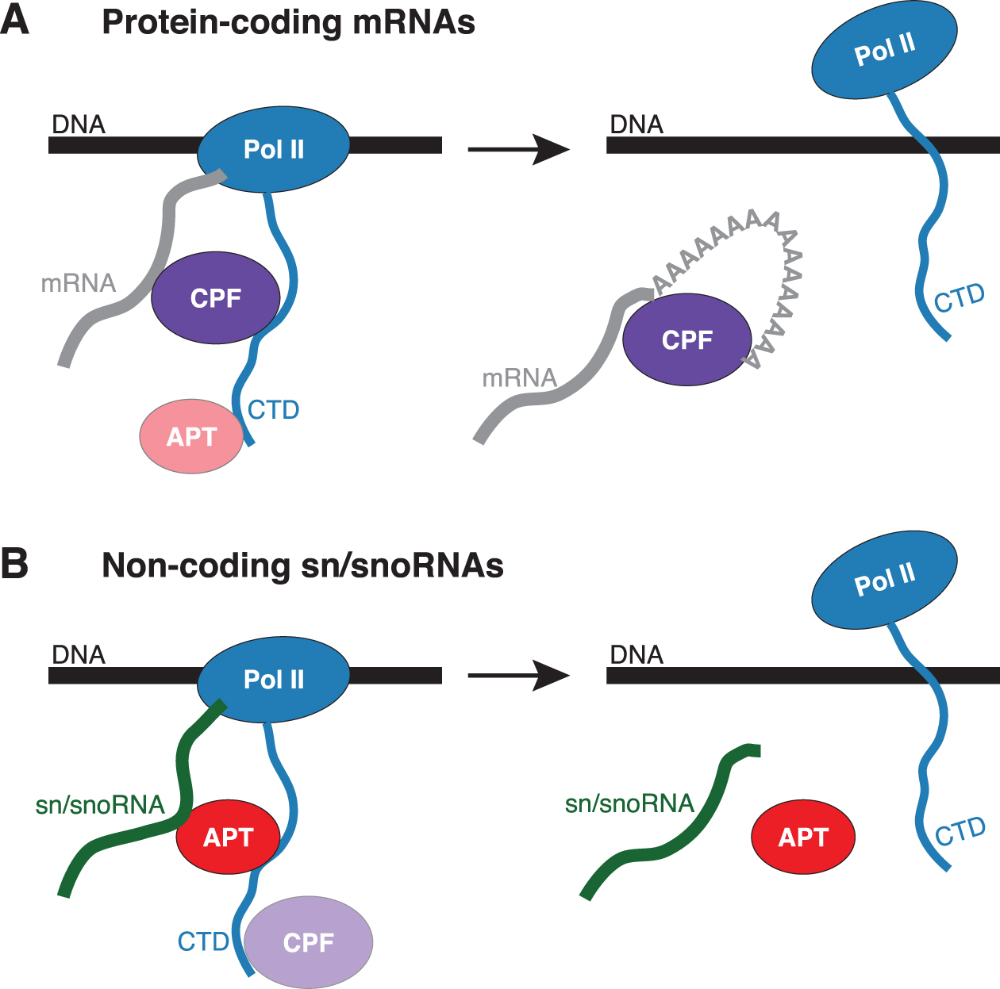 A Protein-coding mRNAs
DNA
Pol II
mRNA
CPF
CTD
APT
DNA
Pol II
AAAAAAAAAAAAAAAA
CPF
mRNA
CTD
B Non-coding sn/snoRNAs
DNA
Pol II
sn/snoRNA
APT
CTD
CPF
DNA
Pol II
sn/snoRNA
APT
CTD